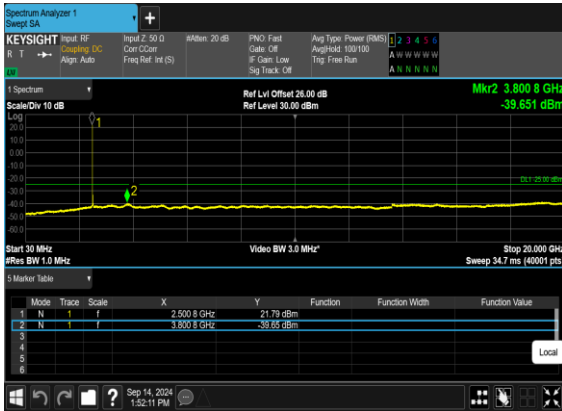 Spectrum Analyzer 1
Swept SA
+
KEYSIGHT Input: RF Input Z: 50 Ω #Atten: 20 dB PNO: Fast Avg Type: Power (RMS) 1 2 3 4 5 6
R T Coupling: DC Corr CCorr Gate: Off Avg|Hold: 100/100 A W W W W W
Align: Auto Freq Ref: Int (S) IF Gain: Low Trig: Free Run
Sig Track: Off A N N N N N
1 Spectrum Ref Lvl Offset 26.00 dB Mkr2 3.800 8 GHz
Scale/Div 10 dB Ref Level 30.00 dBm -39.651 dBm
Log
20.0
10.0
0.00
-10.0
-20.0
-30.0
-40.0
-50.0
-60.0
1
2
DL1 -25.00 dBm
Start 30 MHz Video BW 3.0 MHz* Stop 20.000 GHz
#Res BW 1.0 MHz Sweep 34.7 ms (40001 pts)
5 Marker Table
Mode Trace Scale X Y Function Function Width Function Value
1 N 1 f 2.500 8 GHz 21.79 dBm
2 N 1 f 3.800 8 GHz -39.65 dBm
3
4
5
6
Local
? Sep 14, 2024
1:52:11 PM